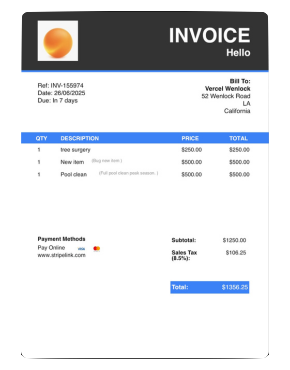 INVOICE
Hello
Ref: INV-155974
Date: 26/06/2025
Due: In 7 days
Bill To:
Vercel Wenlock
52 Wenlock Road
LA
California
QTY DESCRIPTION PRICE TOTAL
1 tree surgery $250.00 $250.00
1 New item (Bug new item ) $500.00 $500.00
1 Pool clean (Full pool clean peak season..) $500.00 $500.00
Payment Methods
Pay Online VISA
www.stripelink.com
Subtotal: $1250.00
Sales Tax (8.5%): $106.25
Total: $1356.25